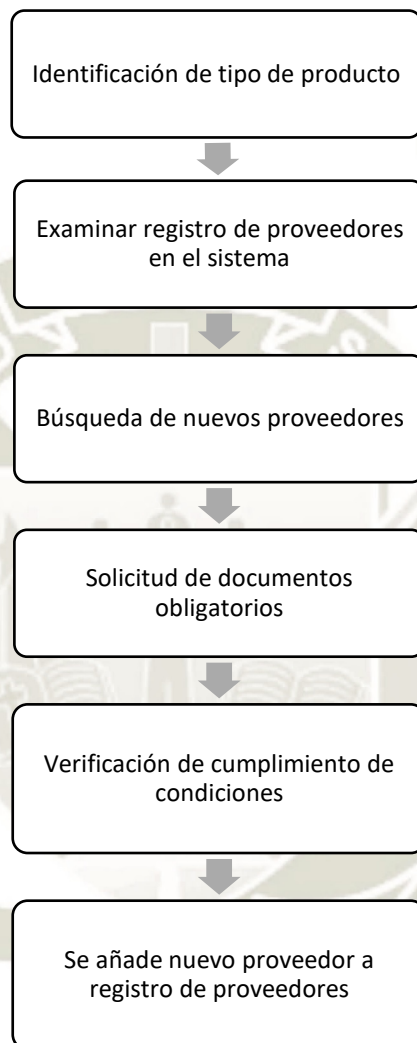 Identificación de tipo de producto
Examinar registro de proveedores
en el sistema
Búsqueda de nuevos proveedores
Solicitud de documentos
obligatorios
Verificación de cumplimiento de
condiciones
Se añade nuevo proveedor a
registro de proveedores